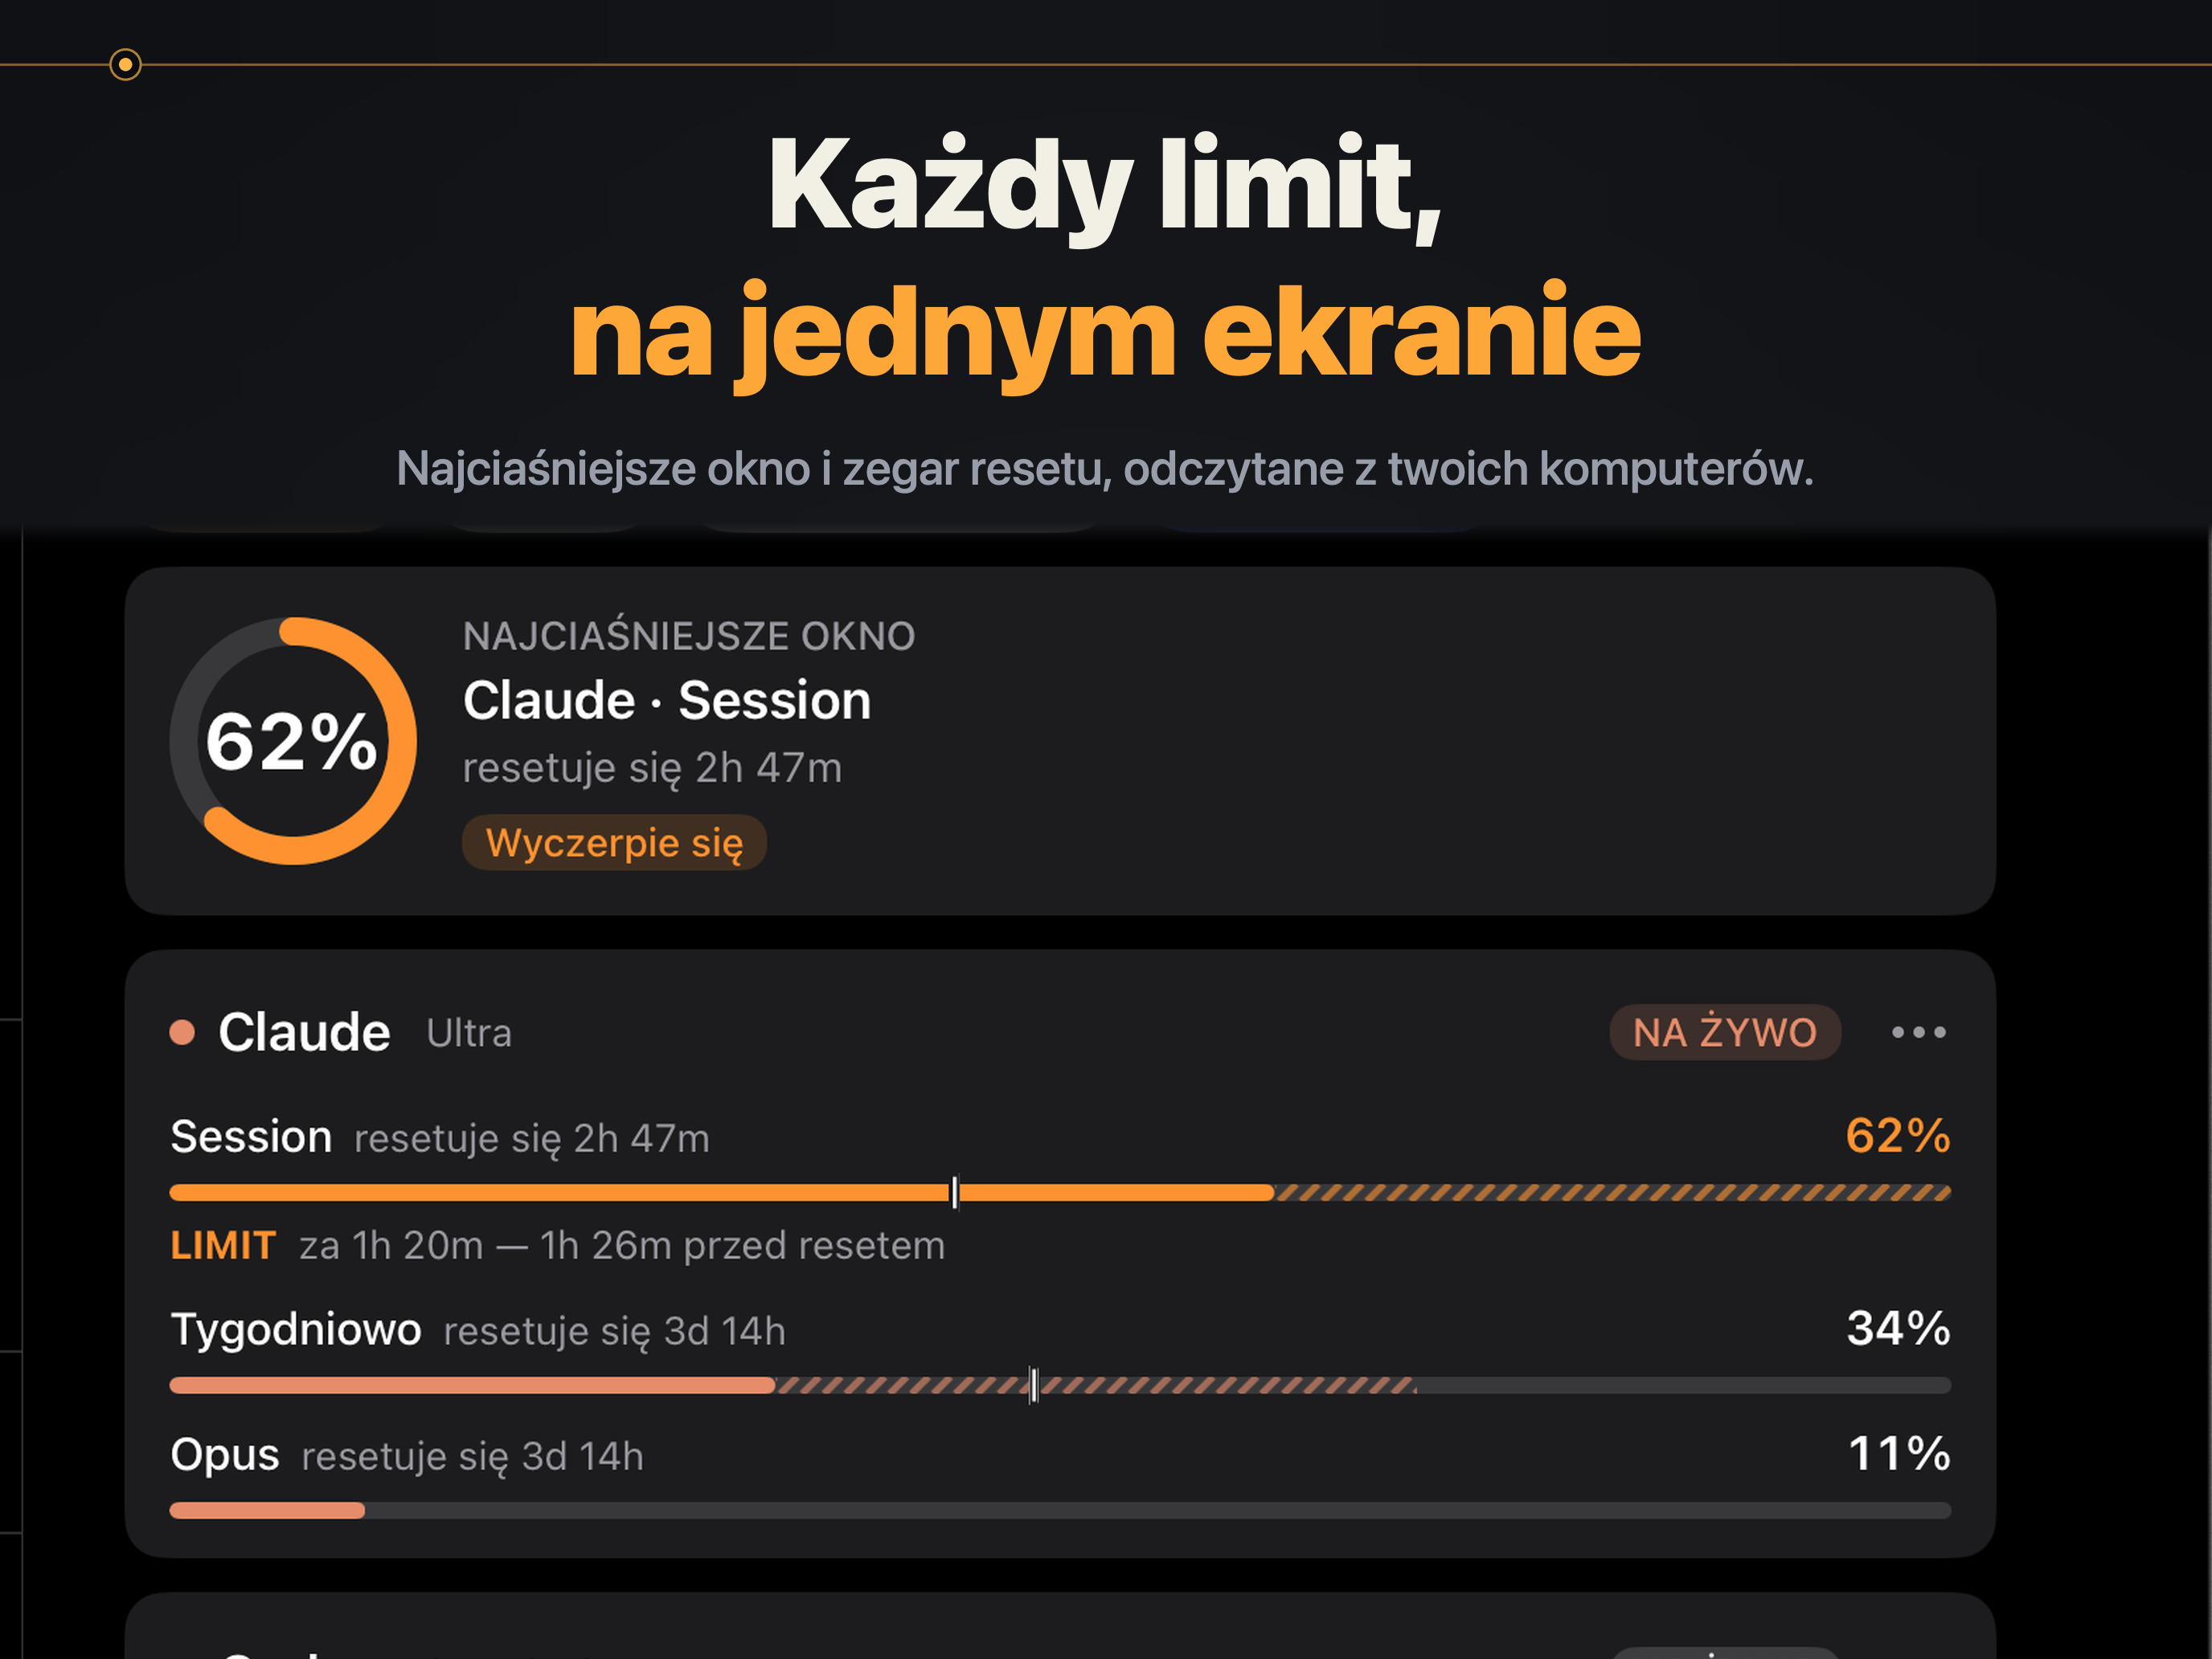 Każdy limit,
na jednym ekranie
Najciaśniejsze okno i zegar resetu, odczytane z twoich komputerów.
62%
NAJCIAŚNIEJSZE OKNO
Claude · Session
resetuje się 2h 47m
Wyczerpie się
Claude Ultra NA ŻYWO
Session resetuje się 2h 47m 62%
LIMIT za 1h 20m — 1h 26m przed resetem
Tygodniowo resetuje się 3d 14h 34%
Opus resetuje się 3d 14h 11%